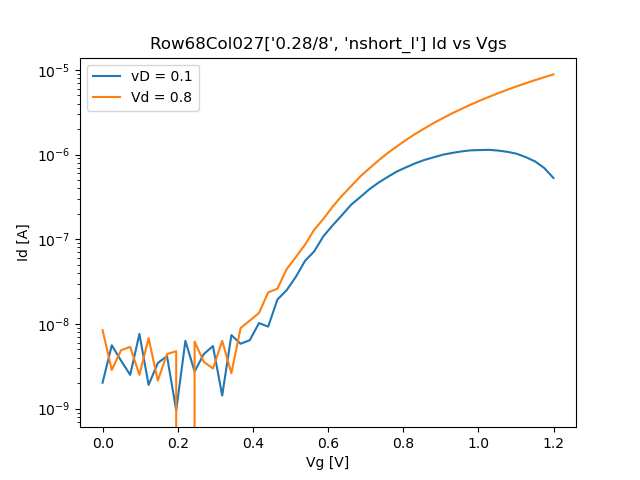 Row68Col027['0.28/8', 'nshort_l'] Id vs Vgs
vD = 0.1
Vd = 0.8
Id [A]
10⁻⁵
10⁻⁶
10⁻⁷
10⁻⁸
10⁻⁹
0.0 0.2 0.4 0.6 0.8 1.0 1.2
Vg [V]